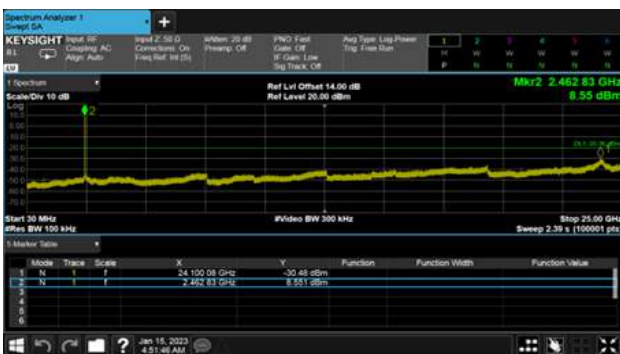 Spectrum Analyzer 1
Swept SA
KEYSIGHT Input: RF
Coupling: AC
Align: Auto
Input Z: 50 Ω
Corrections: On
Freq Ref: Int (S)
#Atten: 20 dB
Preamp: Off
PNO: Fast
Gate: Off
IF Gain: Low
Sig Track: Off
Avg Type: Log-Power
Trig: Free Run
1 2 3 4 5 6
M W W W W W
P N N N N N
1 Spectrum
Scale/Div 10 dB
Ref Lvl Offset 14.00 dB
Ref Level 20.00 dBm
Mkr2 2.462 83 GHz
8.55 dBm
Log
Start 30 MHz
#Res BW 100 kHz
#Video BW 300 kHz
Stop 25.00 GHz
Sweep 2.39 s (100001 pts
5 Marker Table
Mode Trace Scale X Y Function Function Width Function Value
1 N 1 f 24.100 08 GHz -30.48 dBm
2 N 1 f 2.462 83 GHz 8.551 dBm
3
4
5
6
Jan 15, 2023
4:51:46 AM